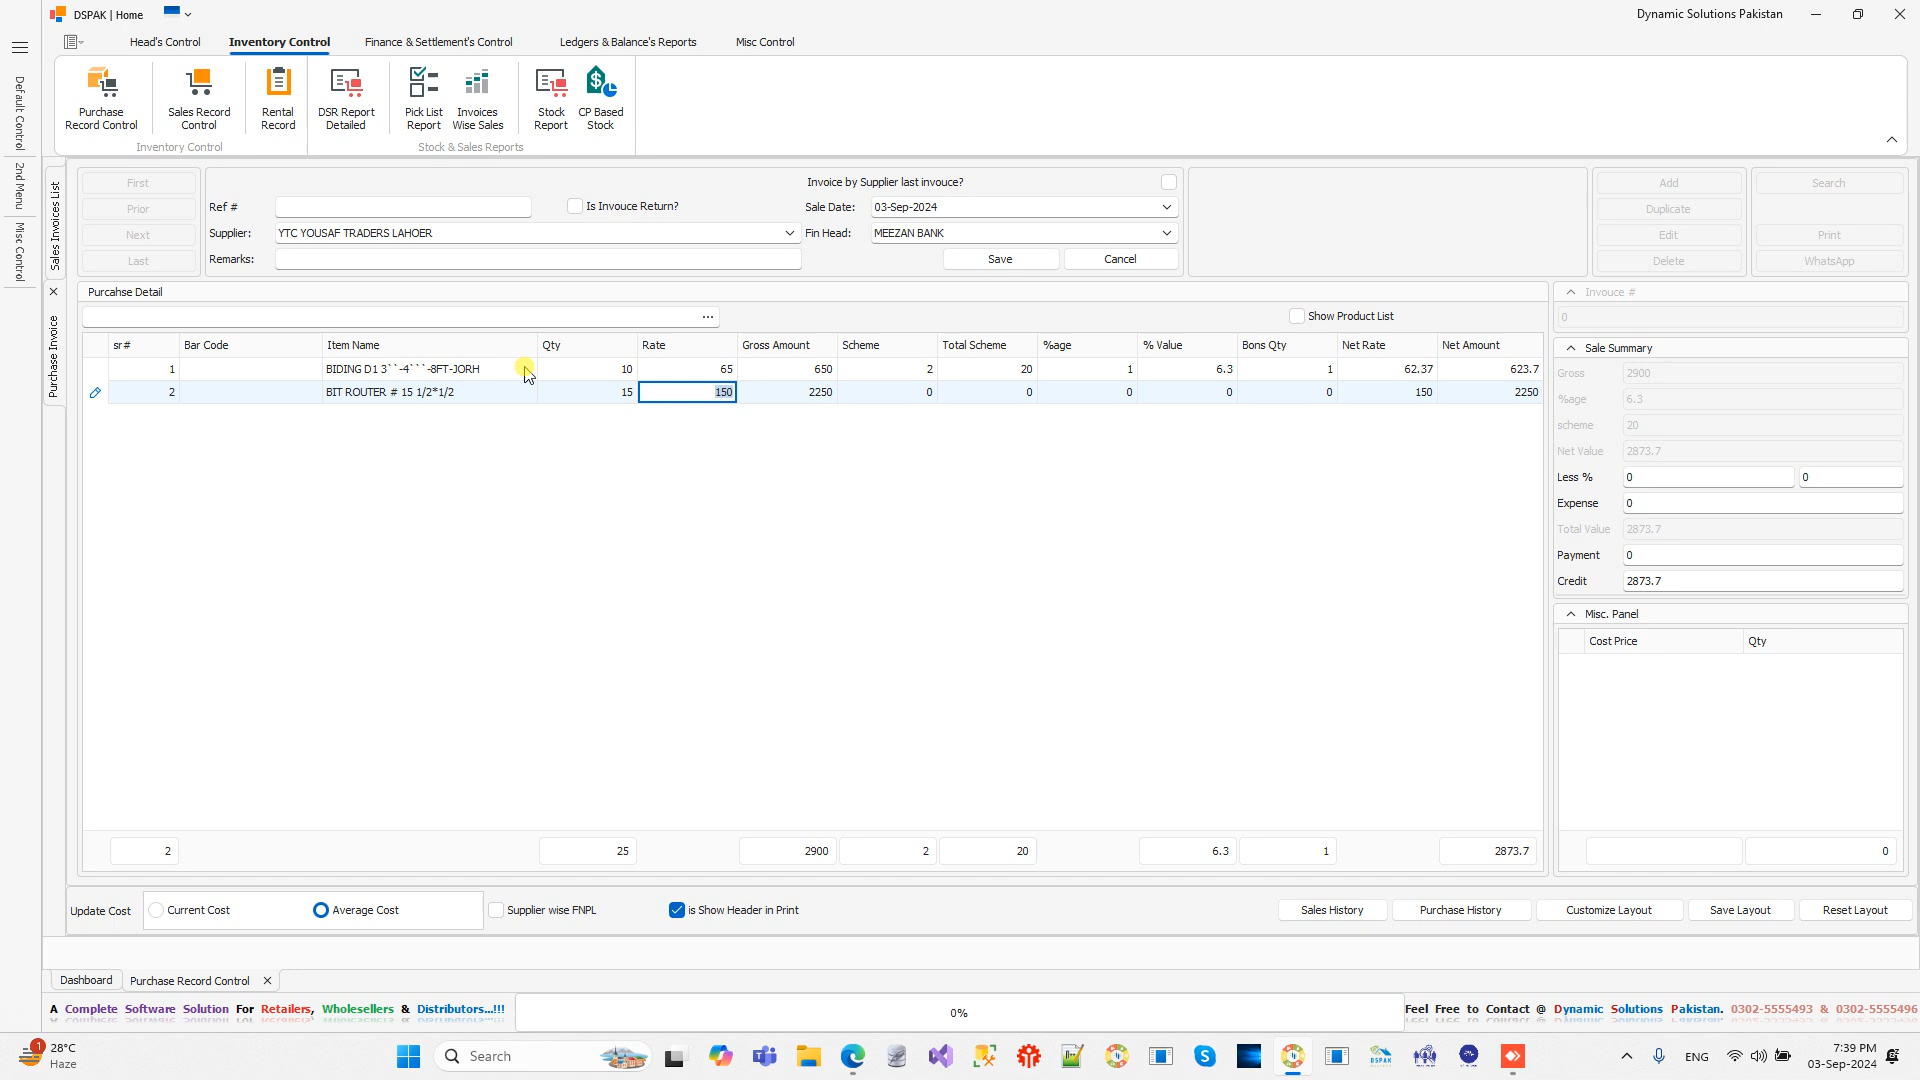 DSPAK | Home
Dynamic Solutions Pakistan
Head's Control
Inventory Control
Finance & Settlement's Control
Ledgers & Balance's Reports
Misc Control
Purchase Record Control
Sales Record Control
Rental Record
DSR Report Detailed
Pick List Report
Invoices Wise Sales
Stock Report
CP Based Stock
Inventory Control
Stock & Sales Reports
Default Control
2nd Menu
Misc Control
Sales Invoices List
Purchase Invoice
First
Prior
Next
Last
Ref #
Is Invouce Return?
Supplier: YTC YOUSAF TRADERS LAHOER
Remarks:
Invoice by Supplier last invouce?
Sale Date: 03-Sep-2024
Fin Head: MEEZAN BANK
Save
Cancel
Add
Duplicate
Edit
Delete
Search
Print
WhatsApp
Purcahse Detail
...
Show Product List
sr# Bar Code Item Name Qty Rate Gross Amount Scheme Total Scheme %age % Value Bons Qty Net Rate Net Amount
1 BIDING D1 3``-4```-8FT-JORH 10 65 650 2 20 1 6.3 1 62.37 623.7
2 BIT ROUTER # 15 1/2*1/2 15 150 2250 0 0 0 0 0 150 2250
2 25 2900 2 20 6.3 1 2873.7
Invouce #
0
Sale Summary
Gross 2900
%age 6.3
scheme 20
Net Value 2873.7
Less % 0 0
Expense 0
Total Value 2873.7
Payment 0
Credit 2873.7
Misc. Panel
Cost Price Qty
0
Update Cost
Current Cost
Average Cost
Supplier wise FNPL
is Show Header in Print
Sales History
Purchase History
Customize Layout
Save Layout
Reset Layout
Dashboard
Purchase Record Control
A Complete Software Solution For Retailers, Wholesellers & Distributors...!!!
0%
Feel Free to Contact @ Dynamic Solutions Pakistan. 0302-5555493 & 0302-5555496
1
28°C
Haze
Search
DSPAK
ENG
7:39 PM
03-Sep-2024